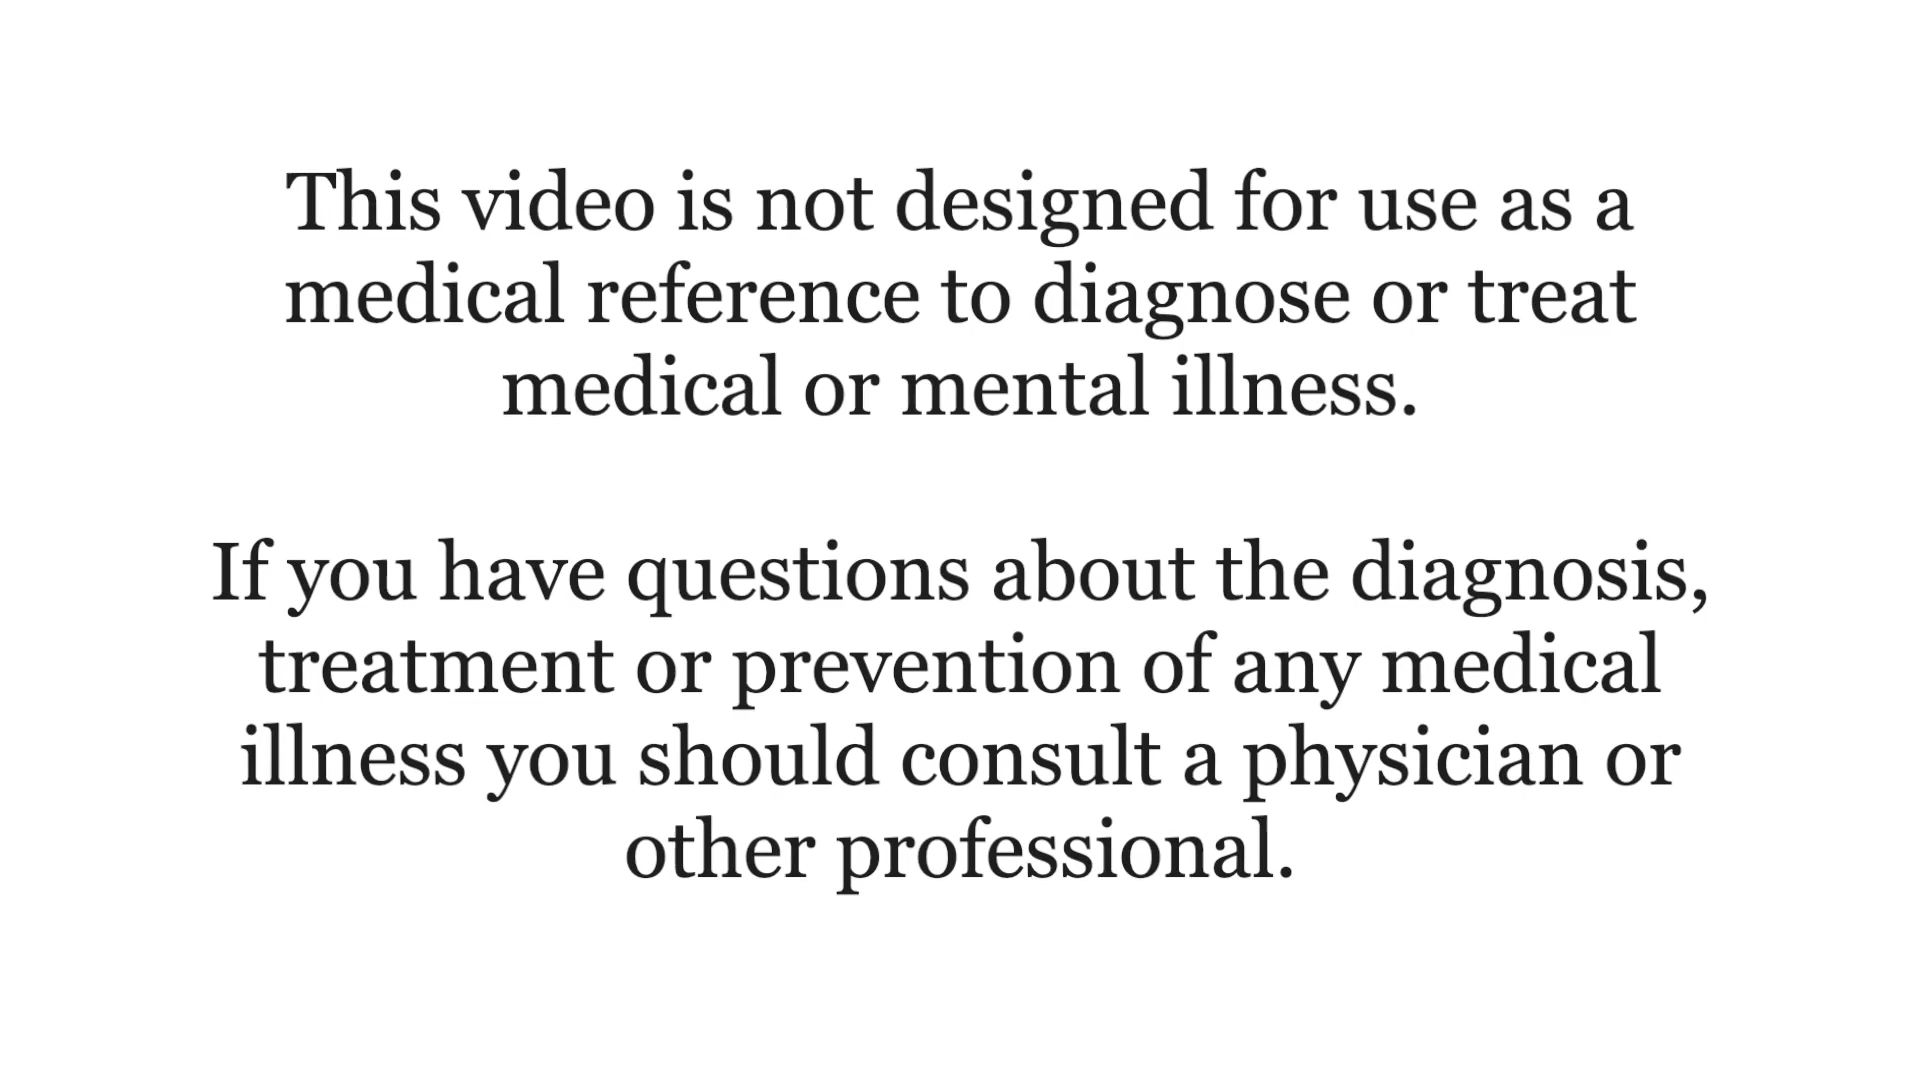 This video is not designed for use as a
medical reference to diagnose or treat
medical or mental illness.
If you have questions about the diagnosis,
treatment or prevention of any medical
illness you should consult a physician or
other professional.